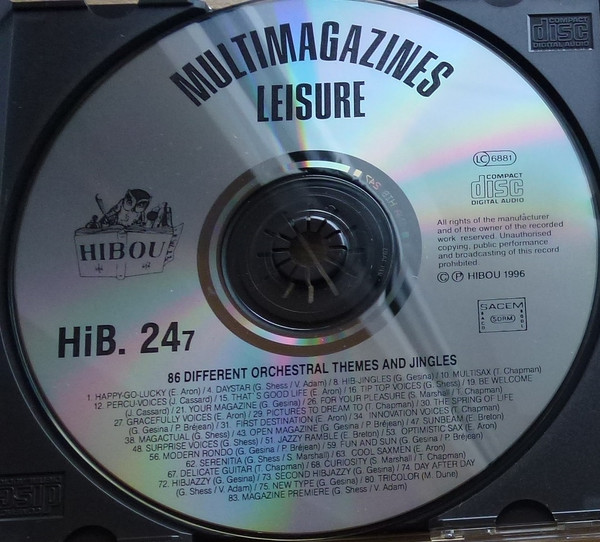 MULTIMAGAZINES
LEISURE
COMPACT
disc
DIGITAL AUDIO
LC 6881
COMPACT
disc
DIGITAL AUDIO
HIBOU
All rights of the manufacturer
and of the owner of the recorded
work reserved. Unauthorised
copying, public performance
and broadcasting of this record
prohibited.
© ℗ HIBOU 1996
SACEM
SDRM
HiB. 247
86 DIFFERENT ORCHESTRAL THEMES AND JINGLES
1. HAPPY-GO-LUCKY (E. Aron) / 4. DAYSTAR (G. Shess / V. Adam) / 8. HIB-JINGLES (G. Gesina) / 10. MULTISAX (T. Chapman)
12. PERCU-VOICES (J. Cassard) / 15. THAT'S GOOD LIFE (E. Aron) / 16. TIP TOP VOICES (G. Shess) / 19. BE WELCOME
(J. Cassard) / 21. YOUR MAGAZINE (G. Gesina) / 26. FOR YOUR PLEASURE (S. Marshall / T. Chapman)
27. GRACEFULLY VOICES (E. Aron) / 29. PICTURES TO DREAM TO (T. Chapman) / 30. THE SPRING OF LIFE
(G. Gesina / P. Bréjean) / 31. FIRST DESTINATION (E. Aron) / 34. INNOVATION VOICES (T. Chapman)
38. MAGACTUAL (G. Shess) / 43. OPEN MAGAZINE (G. Gesina / P. Bréjean) / 47. SUNBEAM (E. Breton)
48. SURPRISE VOICES (G. Shess) / 51. JAZZY RAMBLE (E. Breton) / 53. OPTIMISTIC SAX (E. Aron)
56. MODERN RONDO (G. Gesina / P. Bréjean) / 59. FUN AND SUN (G. Gesina / P. Bréjean)
62. SERENITIA (G. Shess / S. Marshall) / 63. COOL SAXMEN (E. Aron)
67. DELICATE GUITAR (T. Chapman) / 68. CURIOSITY (S. Marshall / T. Chapman)
72. HIBJAZZY (G. Gesina) / 73. SECOND HIBJAZZY (G. Gesina) / 74. DAY AFTER DAY
(G. Shess / V. Adam) / 75. NEW TYPE (G. Gesina) / 80. TRICOLOR (M. Dune)
83. MAGAZINE PREMIERE (G. Shess / V. Adam)